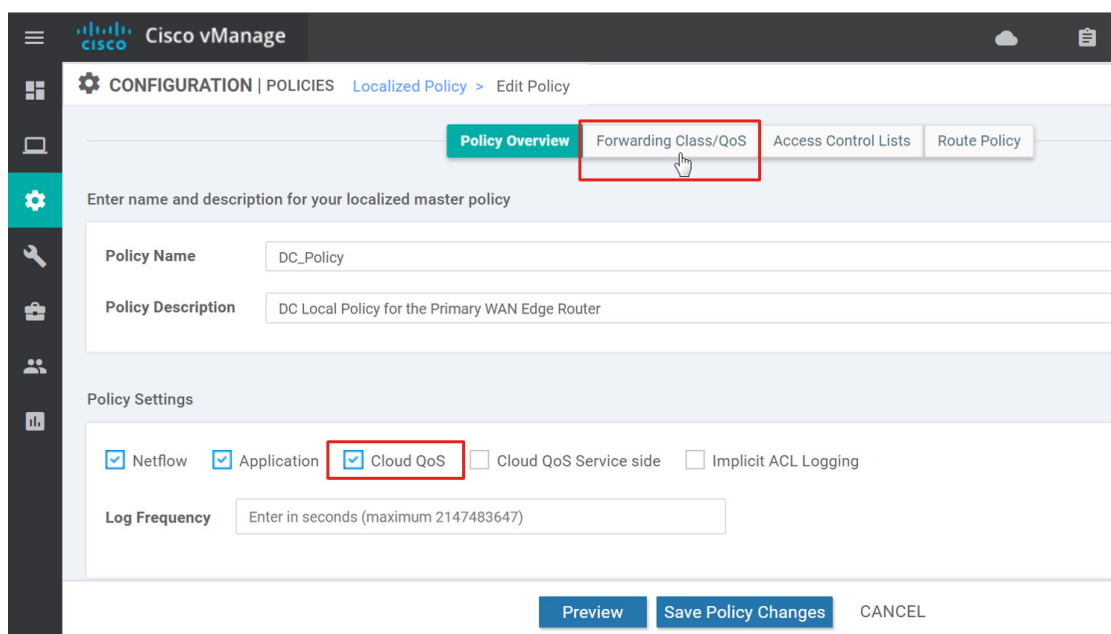 CISCO Cisco vManage
CONFIGURATION | POLICIES Localized Policy > Edit Policy
Policy Overview Forwarding Class/QoS Access Control Lists Route Policy
Enter name and description for your localized master policy
Policy Name DC_Policy
Policy Description DC Local Policy for the Primary WAN Edge Router
Policy Settings
Netflow Application Cloud QoS Cloud QoS Service side Implicit ACL Logging
Log Frequency Enter in seconds (maximum 2147483647)
Preview Save Policy Changes CANCEL